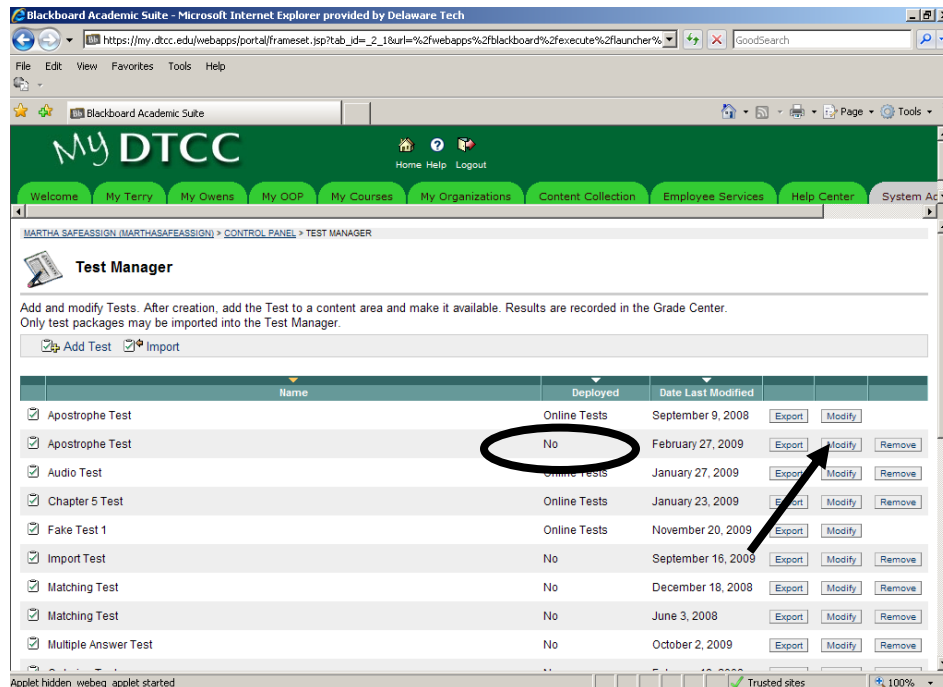 Blackboard Academic Suite - Microsoft Internet Explorer provided by Delaware Tech
https://my.dtcc.edu/webapps/portal/frameset.jsp?tab_id=_2_1&url=%2fwebapps%2fblackboard%2fexecute%2flauncher%
GoodSearch
File Edit View Favorites Tools Help
Blackboard Academic Suite
Page Tools
My DTCC
Home Help Logout
Welcome My Terry My Owens My OOP My Courses My Organizations Content Collection Employee Services Help Center System Ac
MARTHA SAFEASSIGN (MARTHASAFEASSIGN) > CONTROL PANEL > TEST MANAGER
Test Manager
Add and modify Tests. After creation, add the Test to a content area and make it available. Results are recorded in the Grade Center.
Only test packages may be imported into the Test Manager.
Add Test Import
Name Deployed Date Last Modified
Apostrophe Test Online Tests September 9, 2008 Export Modify
Apostrophe Test No February 27, 2009 Export Modify Remove
Audio Test Online Tests January 27, 2009 Export Modify Remove
Chapter 5 Test Online Tests January 23, 2009 Export Modify Remove
Fake Test 1 Online Tests November 20, 2009 Export Modify
Import Test No September 16, 2009 Export Modify Remove
Matching Test No December 18, 2008 Export Modify Remove
Matching Test No June 3, 2008 Export Modify Remove
Multiple Answer Test No October 2, 2009 Export Modify Remove
Applet hidden_webeq_applet started Trusted sites 100%